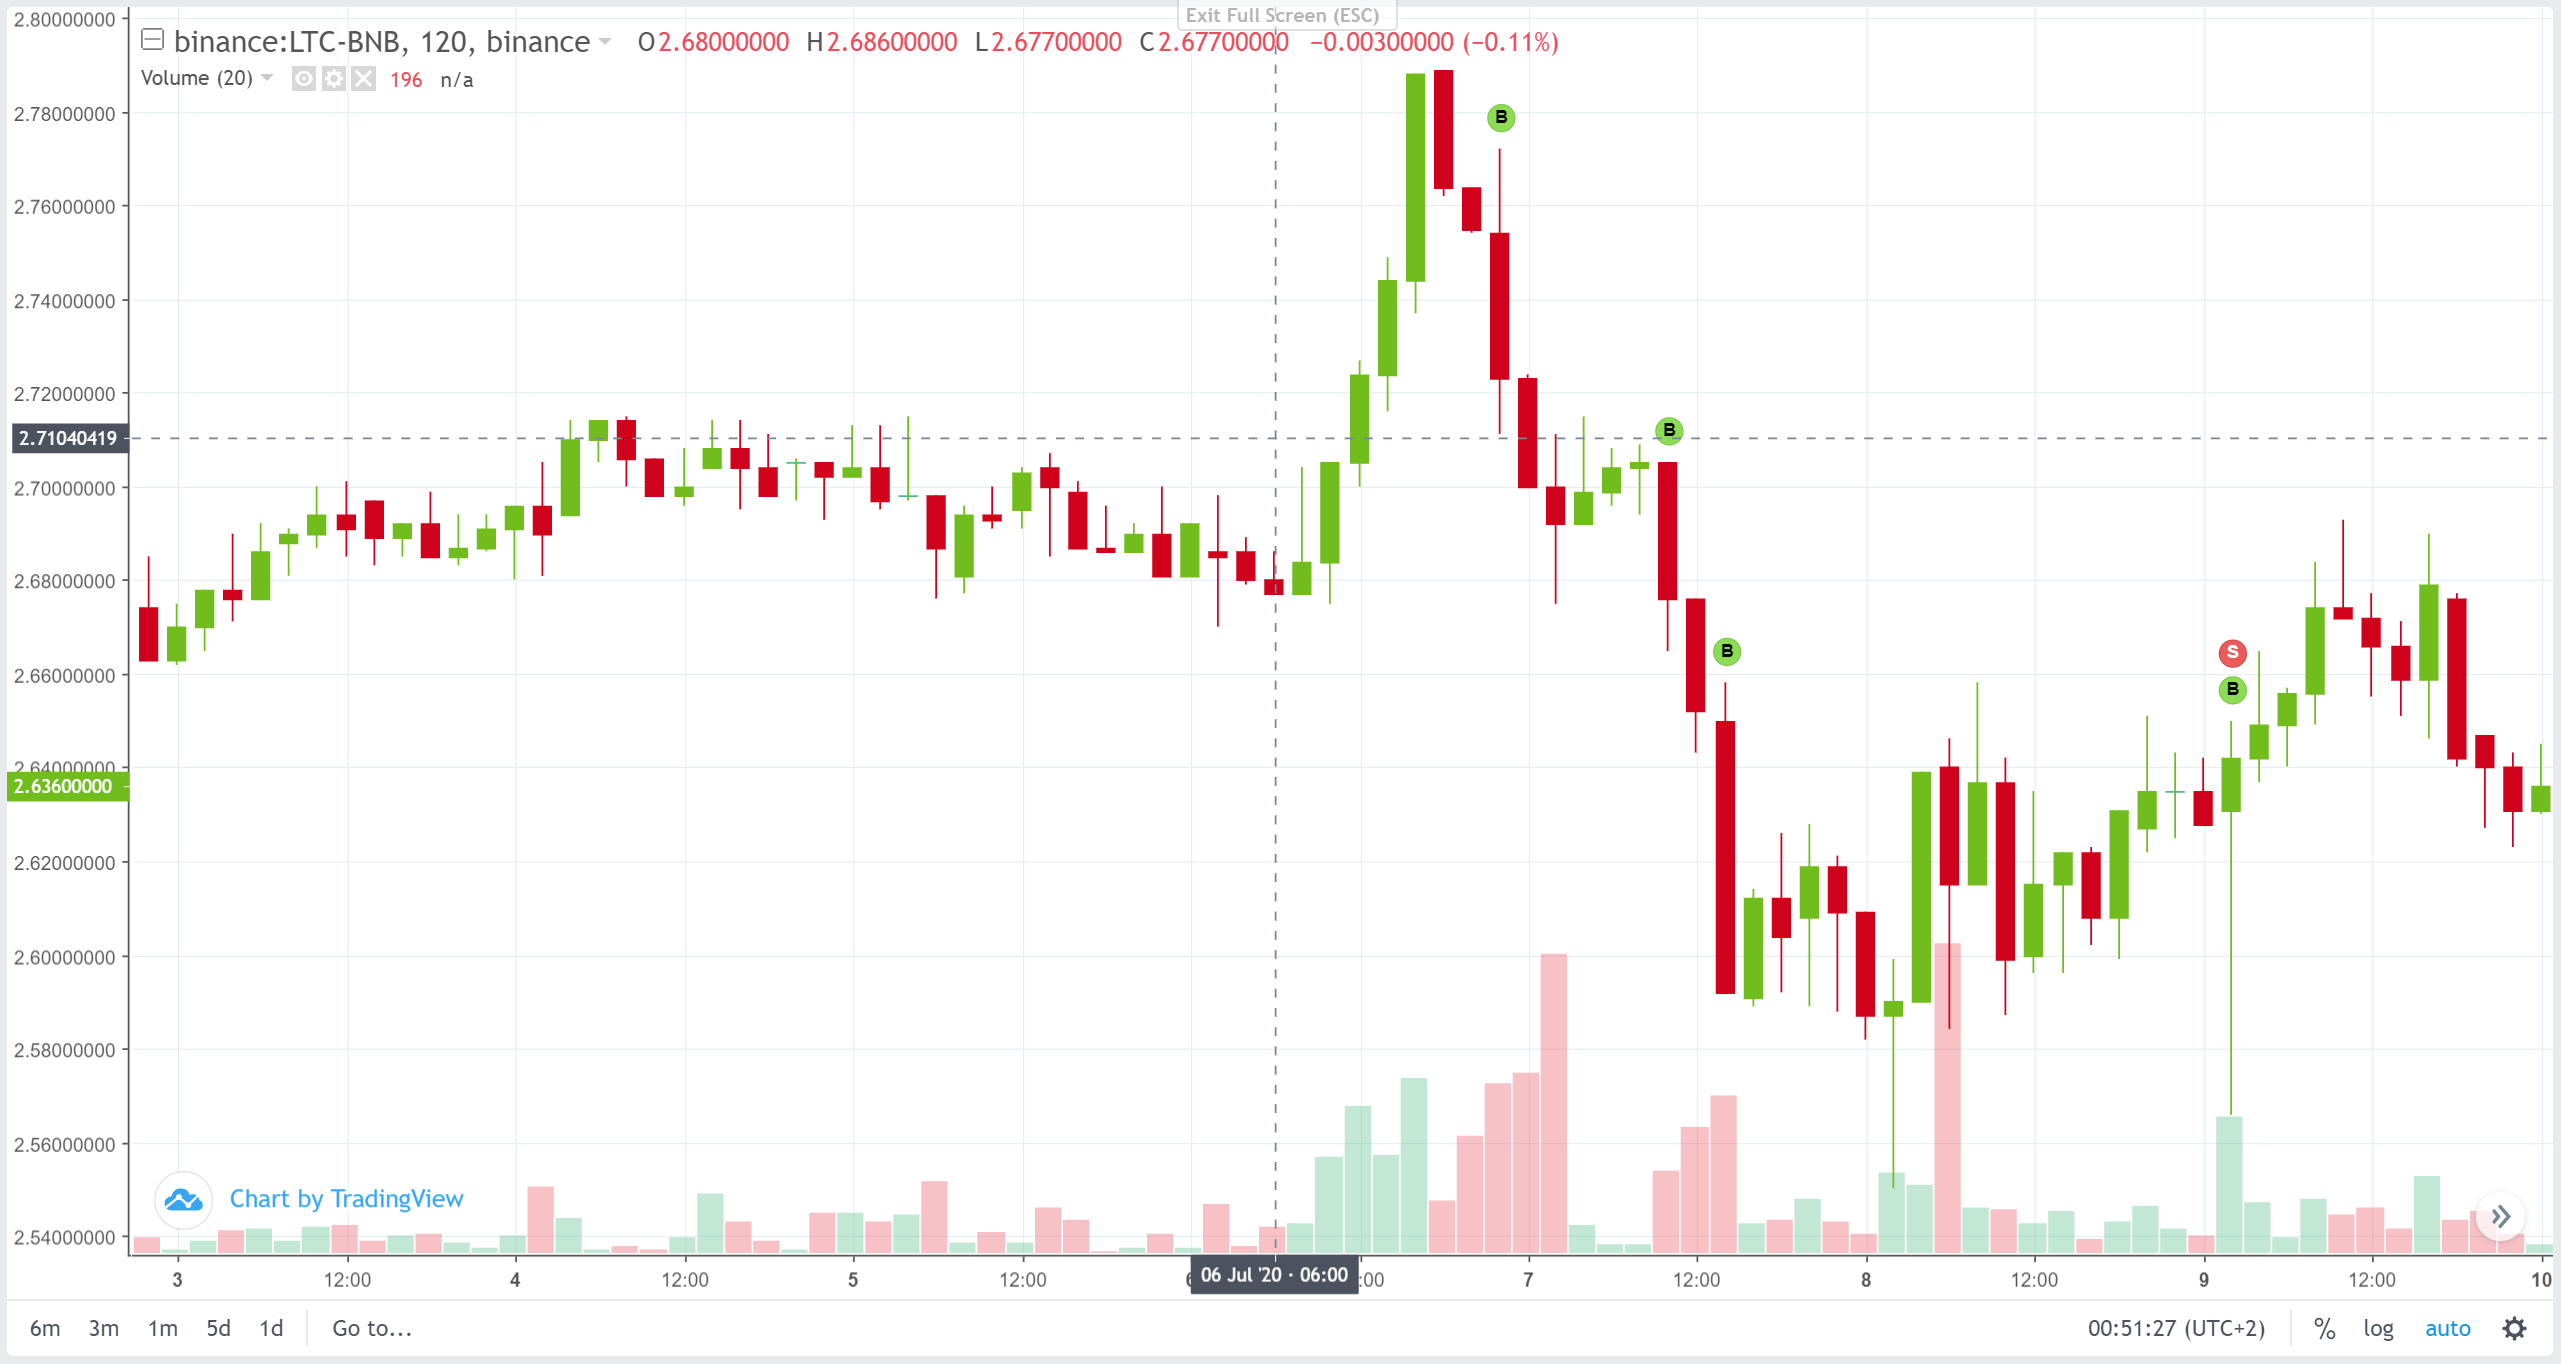 Exit Full Screen (ESC)
binance:LTC-BNB, 120, binance O2.68000000 H2.68600000 L2.67700000 C2.67700000 −0.00300000 (−0.11%)
Volume (20) 196 n/a
2.80000000
2.78000000
2.76000000
2.74000000
2.72000000
2.71040419
2.70000000
2.68000000
2.66000000
2.64000000
2.63600000
2.62000000
2.60000000
2.58000000
2.56000000
2.54000000
B
B
B
S
B
Chart by TradingView
3 12:00 4 12:00 5 12:00 06 Jul '20 · 06:00 :00 7 12:00 8 12:00 9 12:00 10
6m 3m 1m 5d 1d Go to... 00:51:27 (UTC+2) % log auto